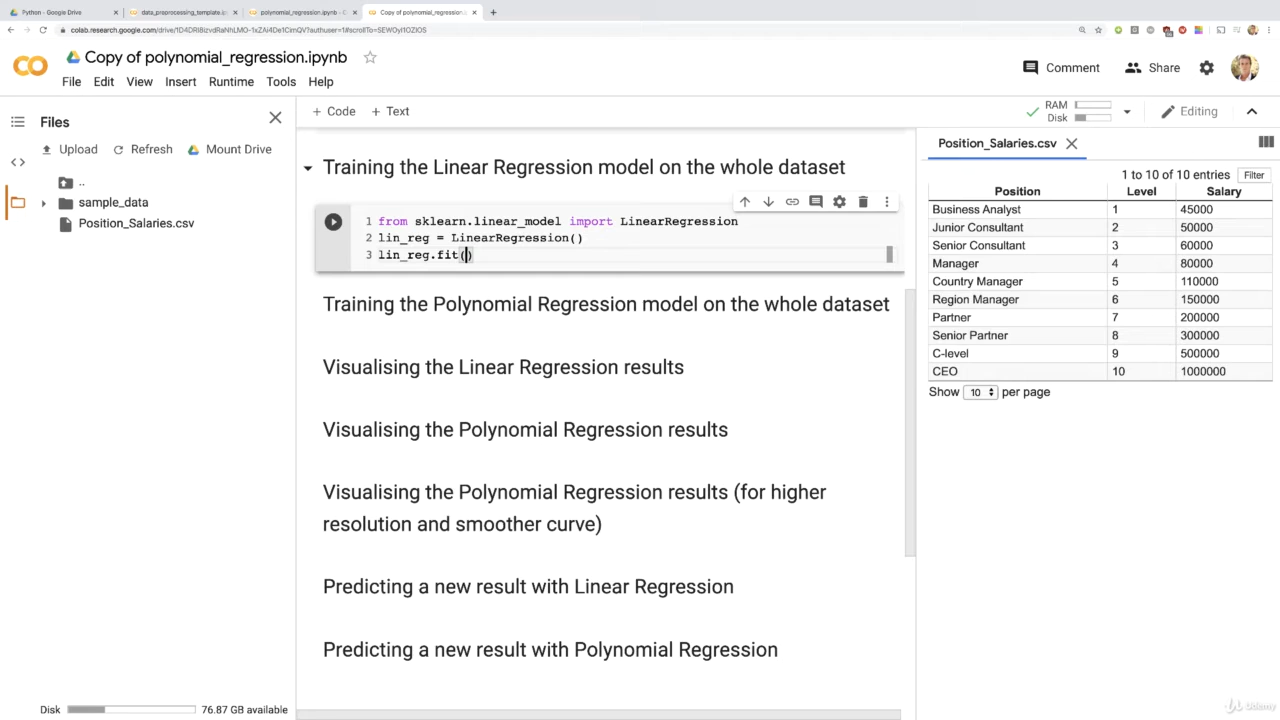 Python - Google Drive
data_preprocessing_template.ip
polynomial_regression.ipynb - C
Copy of polynomial_regression.
colab.research.google.com/drive/
Copy of polynomial_regression.ipynb
File Edit View Insert Runtime Tools Help
Comment
Share
Files
Upload Refresh Mount Drive
..
sample_data
Position_Salaries.csv
Disk 76.87 GB available
+ Code + Text
RAM
Disk
Editing
Training the Linear Regression model on the whole dataset
1 from sklearn.linear_model import LinearRegression
2 lin_reg = LinearRegression()
3 lin_reg.fit()
Training the Polynomial Regression model on the whole dataset
Visualising the Linear Regression results
Visualising the Polynomial Regression results
Visualising the Polynomial Regression results (for higher
resolution and smoother curve)
Predicting a new result with Linear Regression
Predicting a new result with Polynomial Regression
Position_Salaries.csv
1 to 10 of 10 entries Filter
Position Level Salary
Business Analyst 1 45000
Junior Consultant 2 50000
Senior Consultant 3 60000
Manager 4 80000
Country Manager 5 110000
Region Manager 6 150000
Partner 7 200000
Senior Partner 8 300000
C-level 9 500000
CEO 10 1000000
Show 10 per page
Udemy